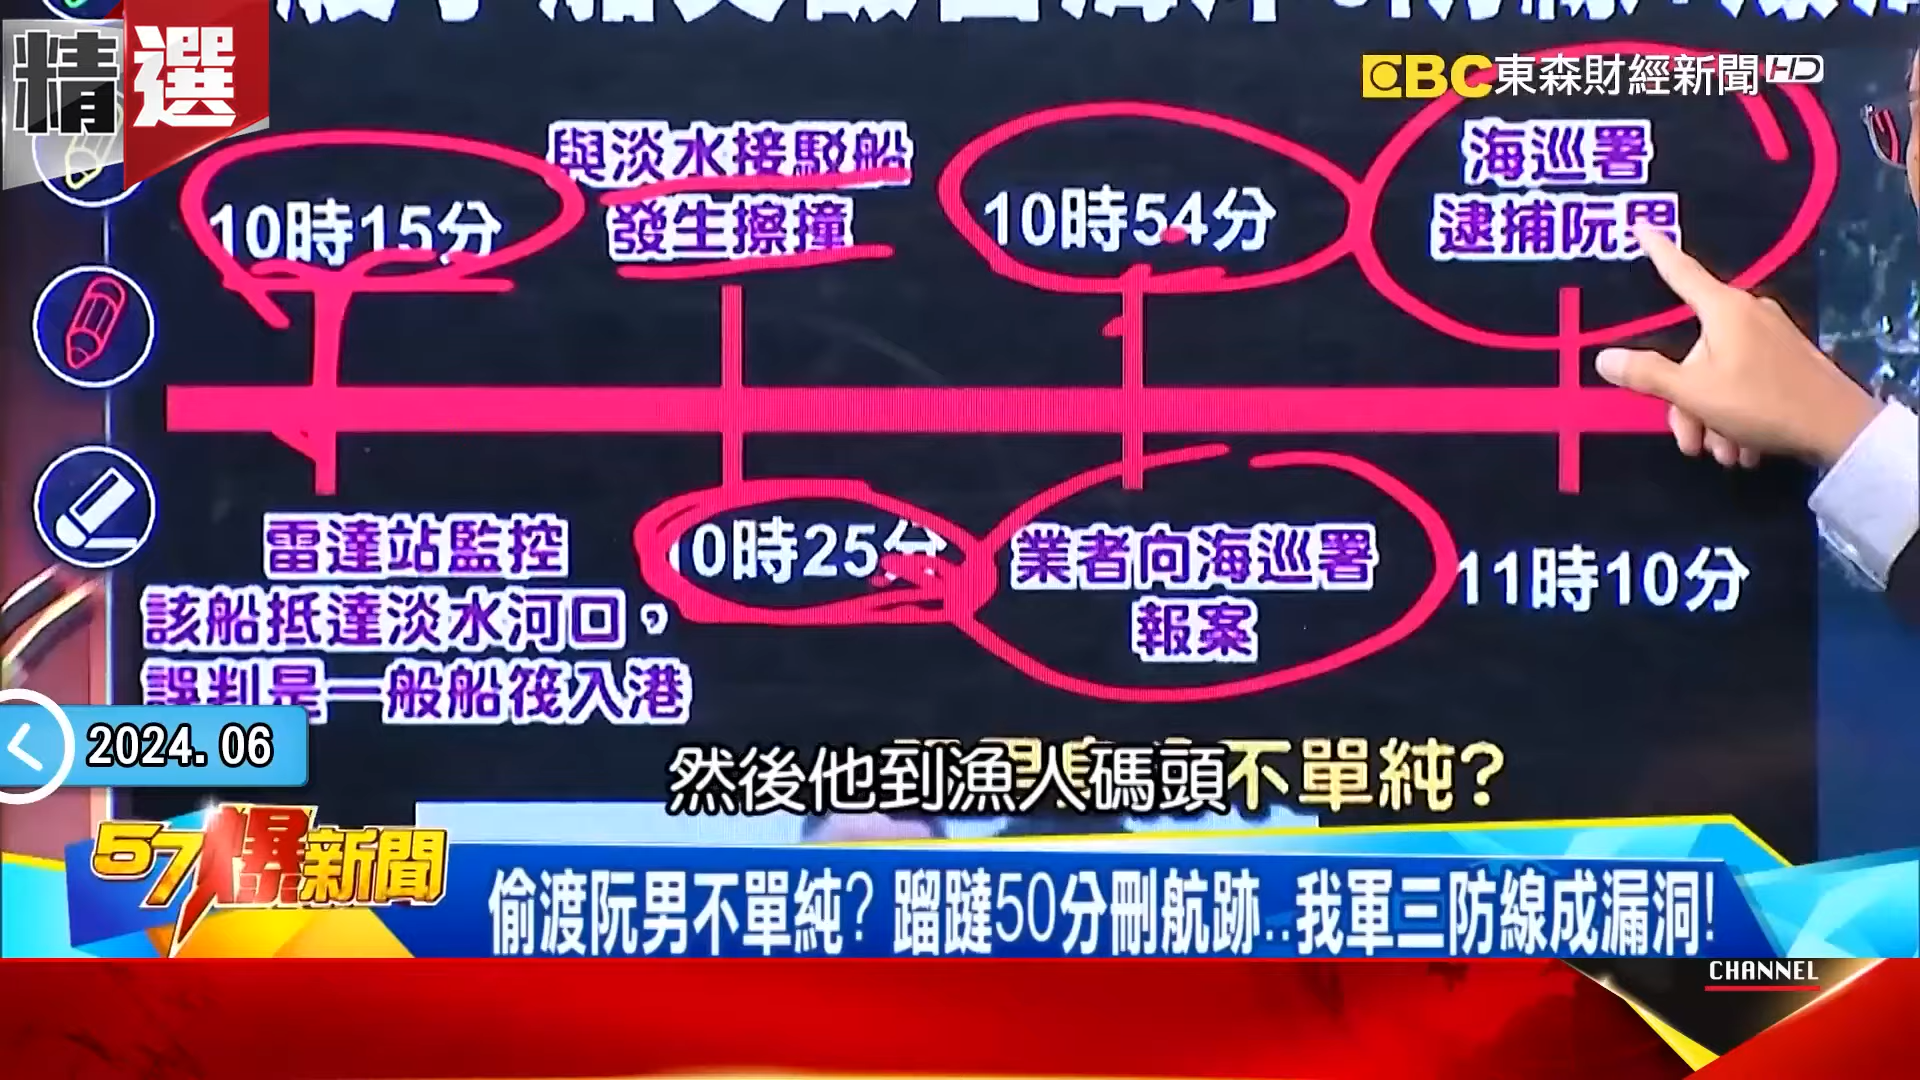 精選
EBC東森財經新聞HD
10時15分
與淡水接駁船
發生擦撞
10時54分
海巡署
逮捕阮男
雷達站監控
該船抵達淡水河口，
誤判是一般船筏入港
10時25分
業者向海巡署
報案
11時10分
2024.06
不單純?
然後他到漁人碼頭
57爆新聞
偷渡阮男不單純? 蹓躂50分刪航跡..我軍三防線成漏洞!
CHANNEL